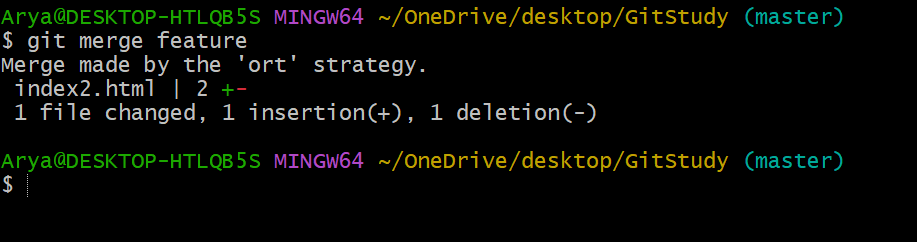 Arya@DESKTOP-HTLQB5S MINGW64 ~/OneDrive/desktop/GitStudy (master)
$ git merge feature
Merge made by the 'ort' strategy.
 index2.html | 2 +-
 1 file changed, 1 insertion(+), 1 deletion(-)

Arya@DESKTOP-HTLQB5S MINGW64 ~/OneDrive/desktop/GitStudy (master)
$